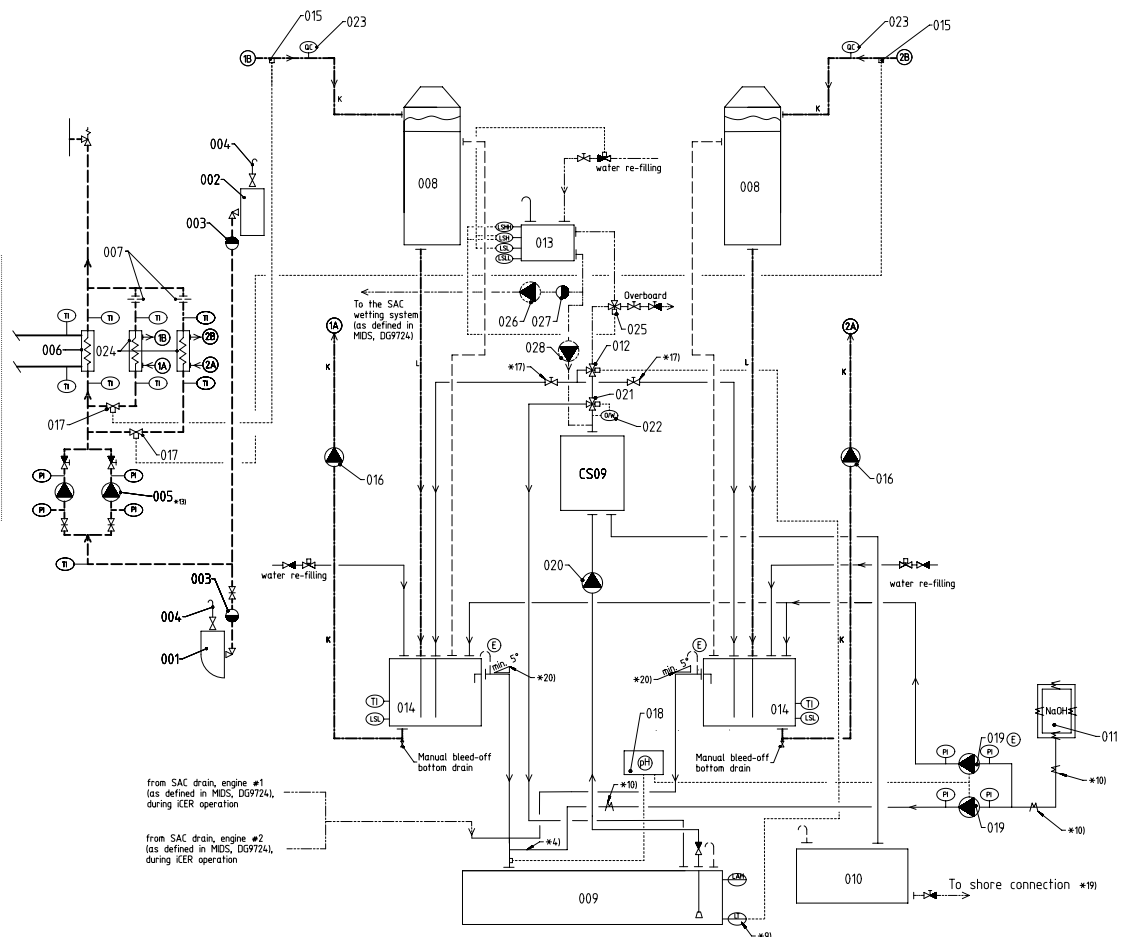 015
023
023
015
1B
QC
QC
2B
K
K
004
002
003
008
008
water re-filling
LSHH
LSH
LSL
LSLL
013
007
To the SAC
wetting system
(as defined in
MIDS, DG9724)
026
027
Overboard
025
TI
TI
TI
1B
2B
006
024
1A
2A
TI
TI
TI
1A
2A
028
012
*17)
*17)
K
L
L
K
021
017
017
022
CS09
016
016
PI
PI
005 *13)
PI
PI
TI
003
004
001
water re-filling
020
water re-filling
K
K
E
min. 5°
*20)
E
min. 5°
*20)
014
TI
LSL
014
TI
LSL
018
pH
NaOH
011
Manual bleed-off
bottom drain
Manual bleed-off
bottom drain
PI
PI
019 E
*10)
*10)
PI
PI
019
*10)
from SAC drain, engine #1
(as defined in MIDS, DG9724),
during iCER operation
from SAC drain, engine #2
(as defined in MIDS, DG9724),
during iCER operation
*4)
009
LAH
LT
*9)
010
To shore connection *19)